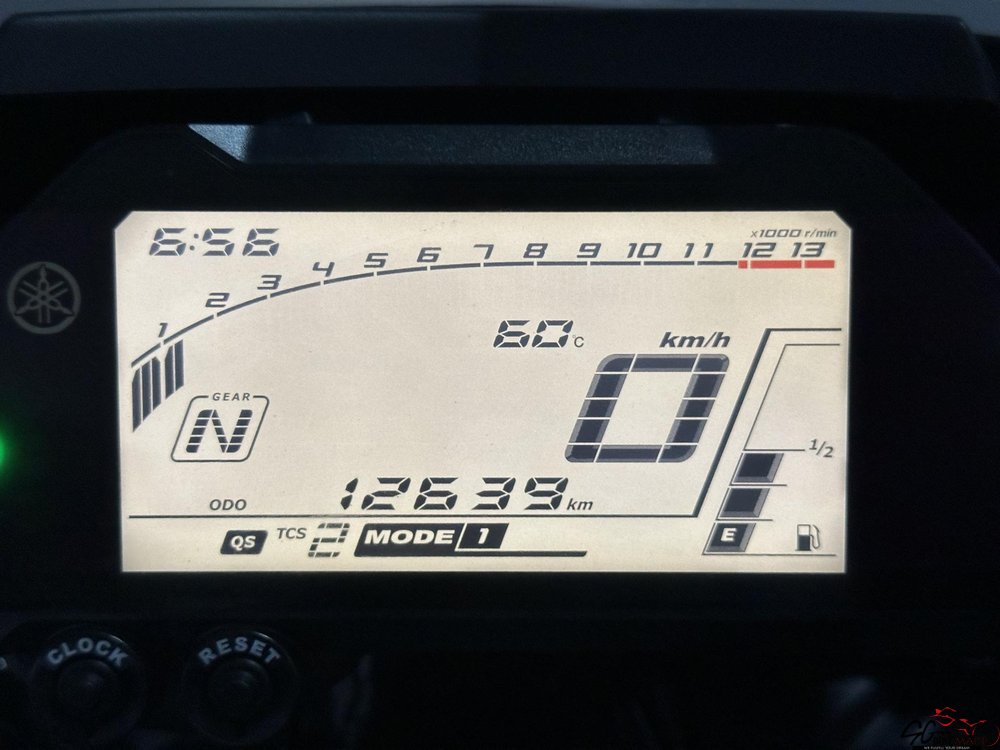 6:56
x1000 r/min
1 2 3 4 5 6 7 8 9 10 11 12 13
60 °C
km/h
0
GEAR
N
1/2
ODO 12639 km
QS TCS 2 MODE 1
E
CLOCK RESET